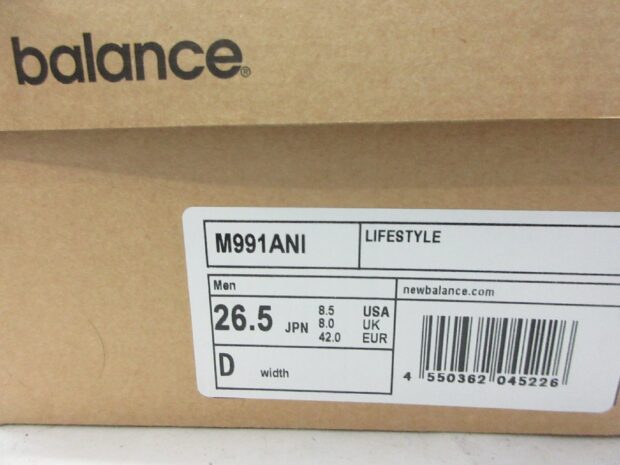 balance®
M991ANI
LIFESTYLE
Men
newbalance.com
26.5 JPN
8.5 USA
8.0 UK
42.0 EUR
D width
4 550362 045226